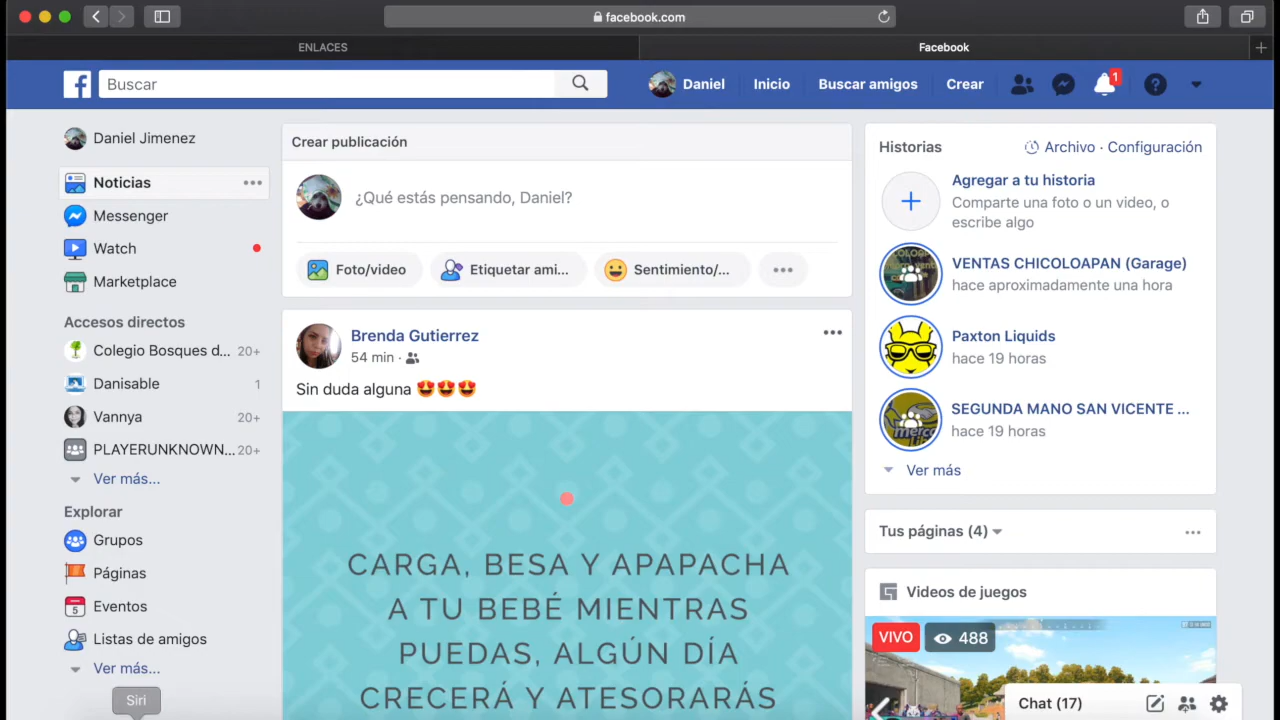 facebook.com
ENLACES
Facebook
Buscar
Daniel
Inicio
Buscar amigos
Crear
1
Daniel Jimenez
Noticias
Messenger
Watch
Marketplace
Accesos directos
Colegio Bosques d... 20+
Danisable 1
Vannya 20+
PLAYERUNKNOWN... 20+
Ver más...
Explorar
Grupos
Páginas
5
Eventos
Listas de amigos
Ver más...
Siri
Crear publicación
¿Qué estás pensando, Daniel?
Foto/video
Etiquetar ami...
Sentimiento/...
Brenda Gutierrez
54 min ·
Sin duda alguna 😍😍😍
CARGA, BESA Y APAPACHA
A TU BEBÉ MIENTRAS
PUEDAS, ALGÚN DÍA
CRECERÁ Y ATESORARÁS
Historias
Archivo · Configuración
Agregar a tu historia
Comparte una foto o un video, o
escribe algo
VENTAS CHICOLOAPAN (Garage)
hace aproximadamente una hora
Paxton Liquids
hace 19 horas
SEGUNDA MANO SAN VICENTE ...
hace 19 horas
Ver más
Tus páginas (4)
Videos de juegos
VIVO
488
Chat (17)